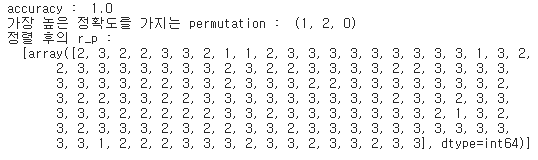 accuracy :  1.0
가장 높은 정확도를 가지는 permutation :  (1, 2, 0)
정렬 후의 r_p :
[array([2, 3, 2, 2, 3, 3, 2, 1, 1, 2, 3, 3, 3, 3, 3, 3, 3, 3, 3, 1, 3, 2,
2, 3, 3, 3, 3, 3, 3, 2, 3, 2, 3, 3, 2, 3, 3, 2, 2, 3, 3, 3, 3,
3, 3, 3, 3, 2, 2, 3, 3, 3, 3, 3, 2, 2, 3, 3, 3, 2, 3, 3, 3, 3,
3, 2, 2, 3, 3, 3, 2, 3, 2, 3, 3, 3, 3, 3, 2, 3, 3, 2, 3, 3,
3, 3, 3, 3, 3, 2, 3, 3, 3, 3, 3, 3, 3, 3, 3, 3, 2, 1, 3, 3, 2,
3, 2, 3, 3, 3, 2, 3, 2, 3, 3, 2, 3, 3, 3, 3, 3, 3, 3, 3, 3,
3, 3, 1, 2, 2, 2, 3, 3, 3, 2, 3, 3, 2, 3, 3, 2, 3, 3], dtype=int64)]